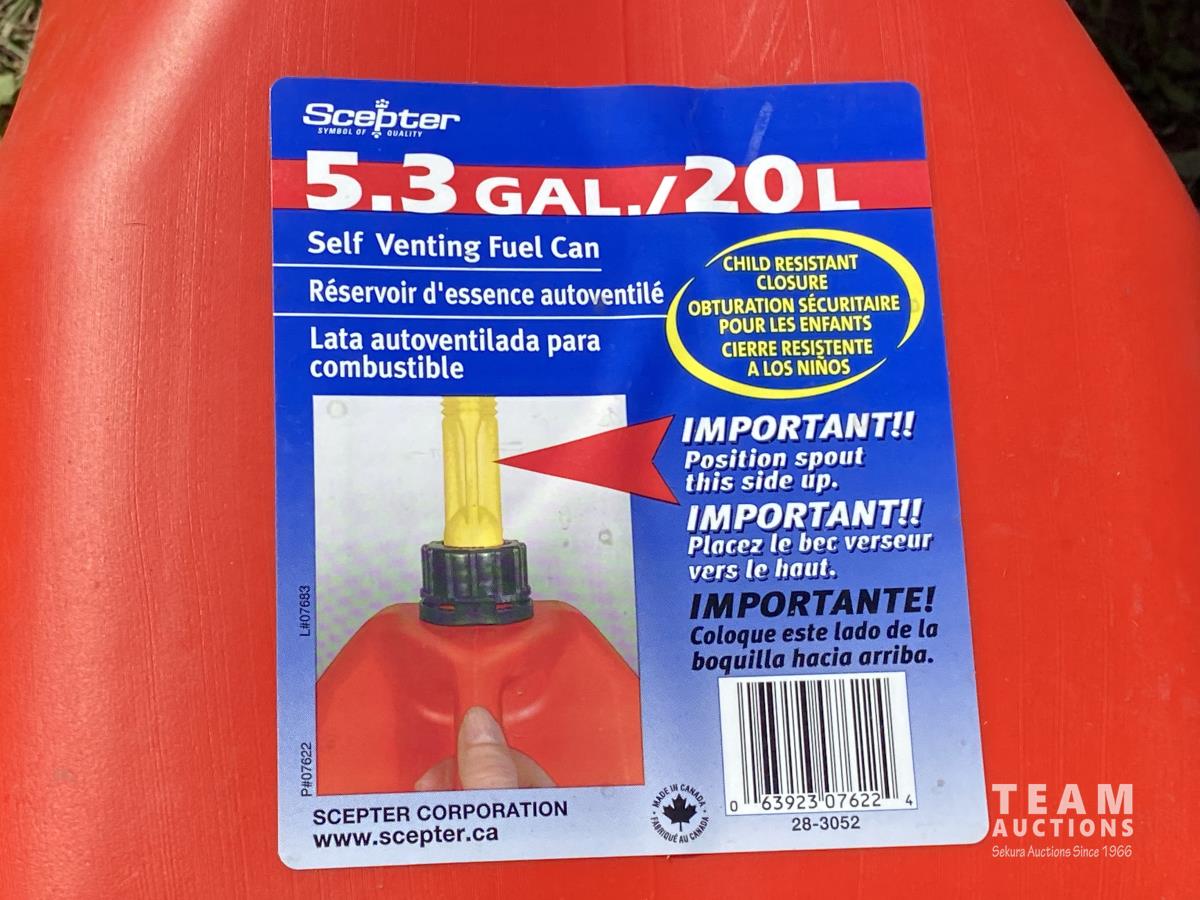 Scepter
SYMBOL OF QUALITY
5.3 GAL./20 L
Self Venting Fuel Can
Réservoir d'essence autoventilé
Lata autoventilada para
combustible
CHILD RESISTANT
CLOSURE
OBTURATION SÉCURITAIRE
POUR LES ENFANTS
CIERRE RESISTENTE
A LOS NIÑOS
IMPORTANT!!
Position spout
this side up.
IMPORTANT!!
Placez le bec verseur
vers le haut.
IMPORTANTE!
Coloque este lado de la
boquilla hacia arriba.
L#07683
P#07622
SCEPTER CORPORATION
www.scepter.ca
MADE IN CANADA
FABRIQUÉ AU CANADA
0 63923 07622 4
28-3052
TEAM
AUCTIONS
Sekura Auctions Since 1966